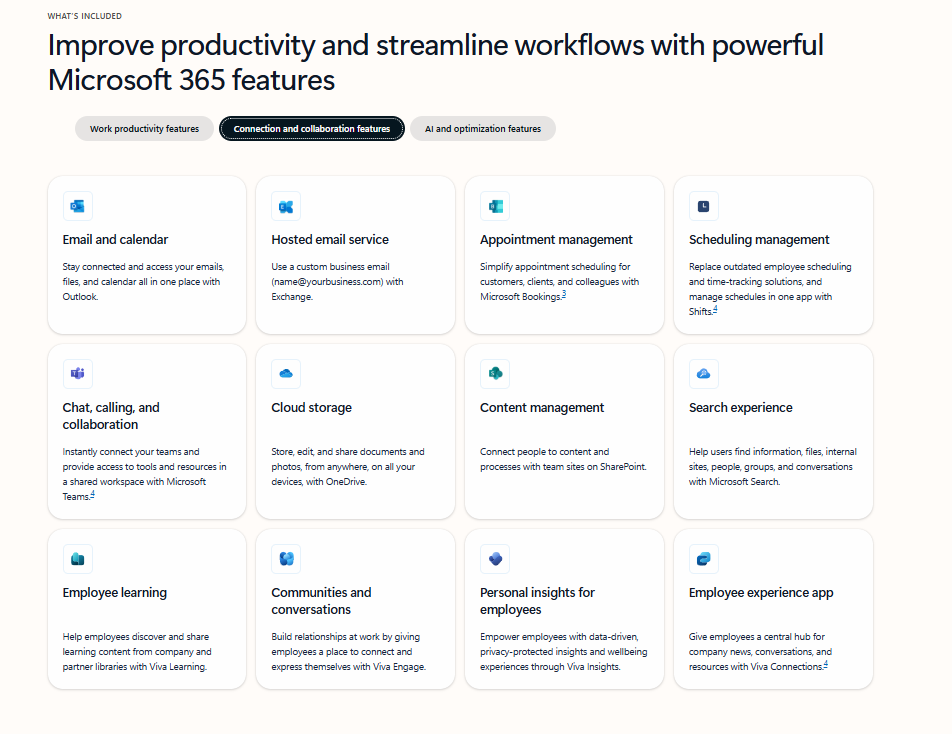 WHAT'S INCLUDED
Improve productivity and streamline workflows with powerful
Microsoft 365 features
Work productivity features
Connection and collaboration features
AI and optimization features
Email and calendar
Stay connected and access your emails,
files, and calendar all in one place with
Outlook.
Hosted email service
Use a custom business email
(name@yourbusiness.com) with
Exchange.
Appointment management
Simplify appointment scheduling for
customers, clients, and colleagues with
Microsoft Bookings.3
Scheduling management
Replace outdated employee scheduling
and time-tracking solutions, and
manage schedules in one app with
Shifts.4
Chat, calling, and
collaboration
Instantly connect your teams and
provide access to tools and resources in
a shared workspace with Microsoft
Teams.4
Cloud storage
Store, edit, and share documents and
photos, from anywhere, on all your
devices, with OneDrive.
Content management
Connect people to content and
processes with team sites on SharePoint.
Search experience
Help users find information, files, internal
sites, people, groups, and conversations
with Microsoft Search.
Employee learning
Help employees discover and share
learning content from company and
partner libraries with Viva Learning.
Communities and
conversations
Build relationships at work by giving
employees a place to connect and
express themselves with Viva Engage.
Personal insights for
employees
Empower employees with data-driven,
privacy-protected insights and wellbeing
experiences through Viva Insights.
Employee experience app
Give employees a central hub for
company news, conversations, and
resources with Viva Connections.4